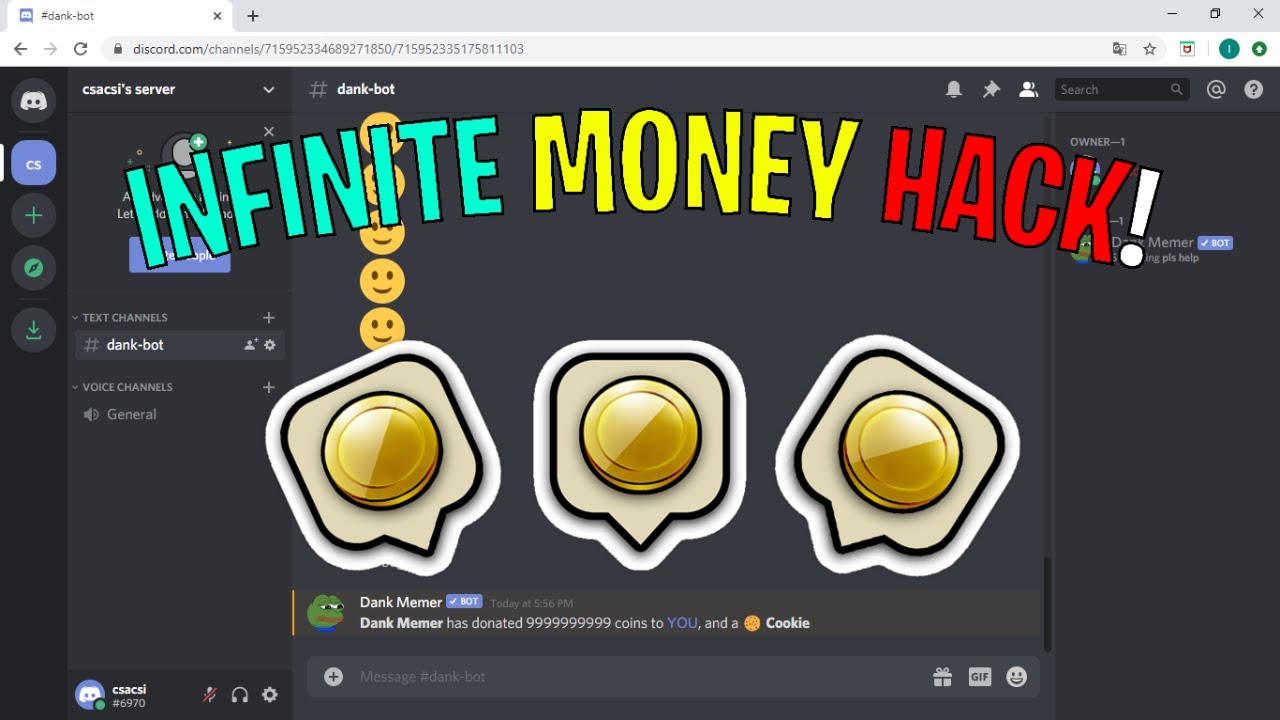 #dank-bot
discord.com/channels/715952334689271850/715952335175811103
I
csacsi's server
# dank-bot
Search
INFINITE MONEY HACK!
CS
OWNER—1
Dank Memer BOT
pls help
TEXT CHANNELS
# dank-bot
VOICE CHANNELS
General
Dank Memer BOT Today at 5:56 PM
Dank Memer has donated 9999999999 coins to YOU, and a Cookie
Message #dank-bot
GIF
csacsi
#6970